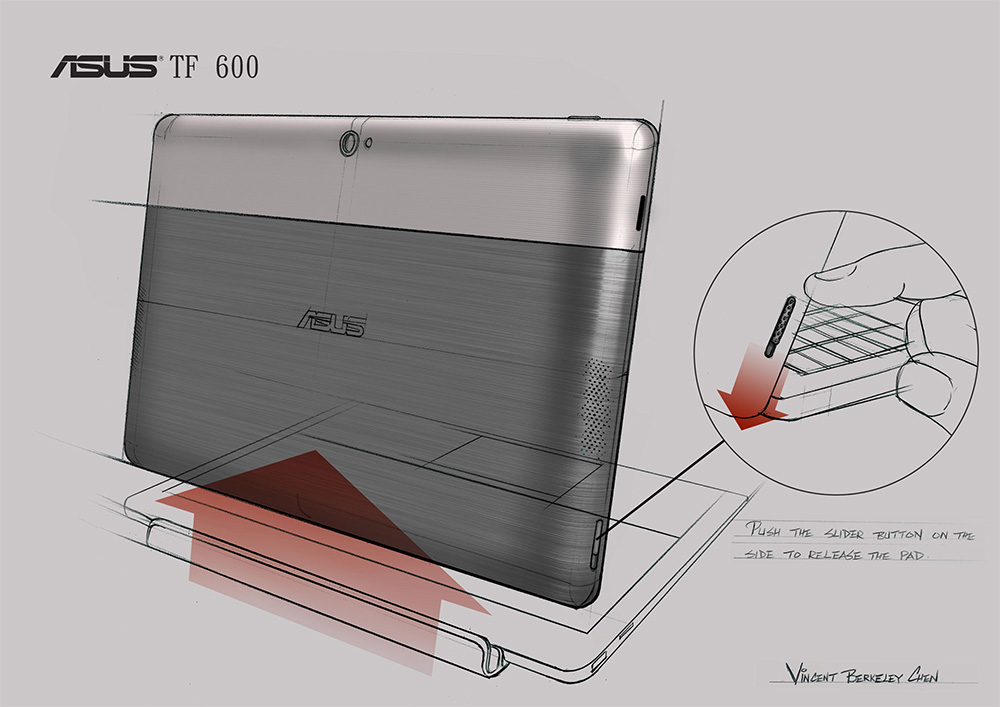 ASUS® TF 600
ASUS
PUSH THE SLIDER BUTTON ON THE
SIDE TO RELEASE THE PAD.
VINCENT BERKELEY CHEN